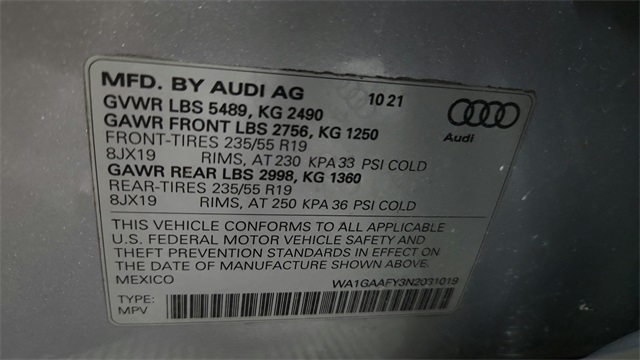 MFD. BY AUDI AG 10 21
GVWR LBS 5489, KG 2490
GAWR FRONT LBS 2756, KG 1250
FRONT-TIRES 235/55 R19
8JX19 RIMS, AT 230 KPA 33 PSI COLD
GAWR REAR LBS 2998, KG 1360
REAR-TIRES 235/55 R19
8JX19 RIMS, AT 250 KPA 36 PSI COLD
Audi
THIS VEHICLE CONFORMS TO ALL APPLICABLE
U.S. FEDERAL MOTOR VEHICLE SAFETY AND
THEFT PREVENTION STANDARDS IN EFFECT ON
THE DATE OF MANUFACTURE SHOWN ABOVE.
MEXICO WA1GAAFY3N2031019
TYPE:
MPV